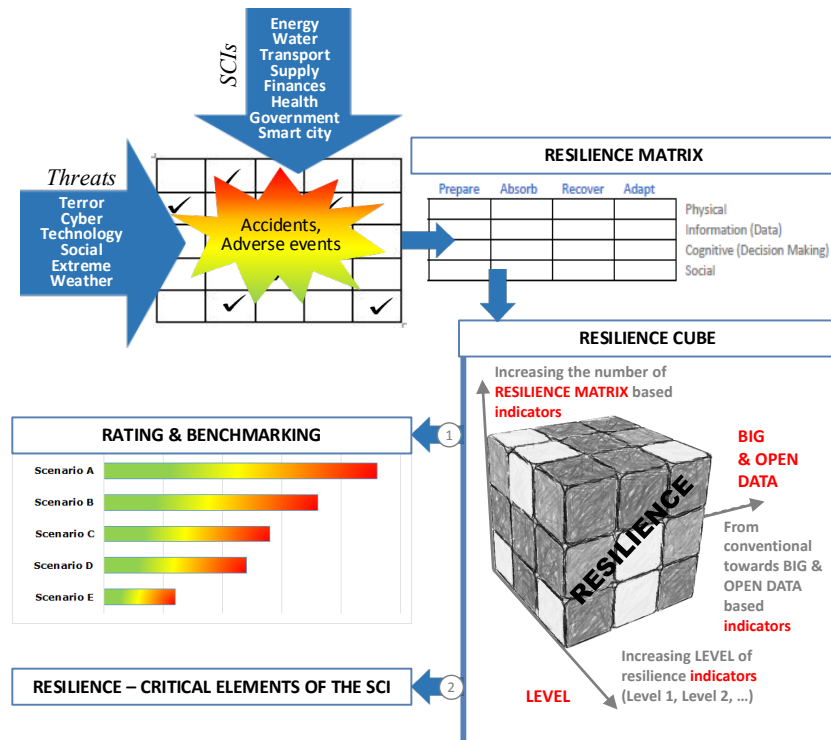 SCIs
Energy
Water
Transport
Supply
Finances
Health
Government
Smart city
Threats
Terror
Cyber
Technology
Social
Extreme
Weather
Accidents,
Adverse events
RESILIENCE MATRIX
Prepare Absorb Recover Adapt
Physical
Information (Data)
Cognitive (Decision Making)
Social
RESILIENCE CUBE
Increasing the number of
RESILIENCE MATRIX based
indicators
BIG
& OPEN
DATA
From
conventional
towards BIG &
OPEN DATA
based
indicators
RESILIENCE
Increasing LEVEL of
resilience indicators
(Level 1, Level 2, ...)
LEVEL
1
RATING & BENCHMARKING
Scenario A
Scenario B
Scenario C
Scenario D
Scenario E
2
RESILIENCE – CRITICAL ELEMENTS OF THE SCI